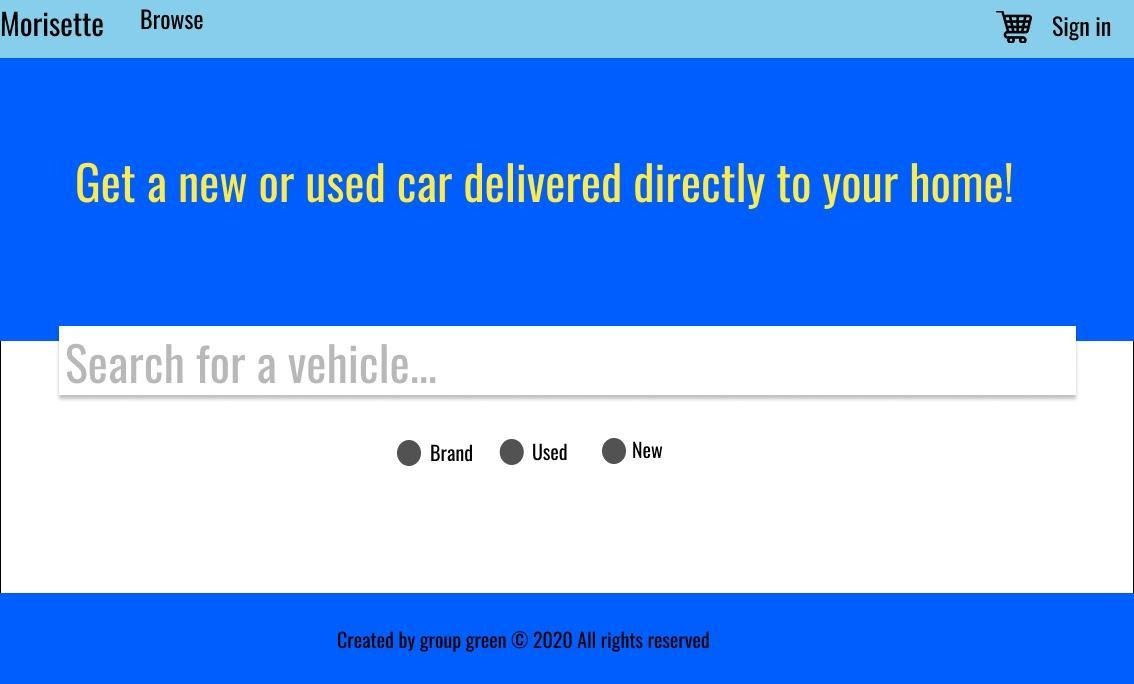 Morisette
Browse
Sign in
Get a new or used car delivered directly to your home!
Search for a vehicle...
Brand
Used
New
Created by group green © 2020 All rights reserved